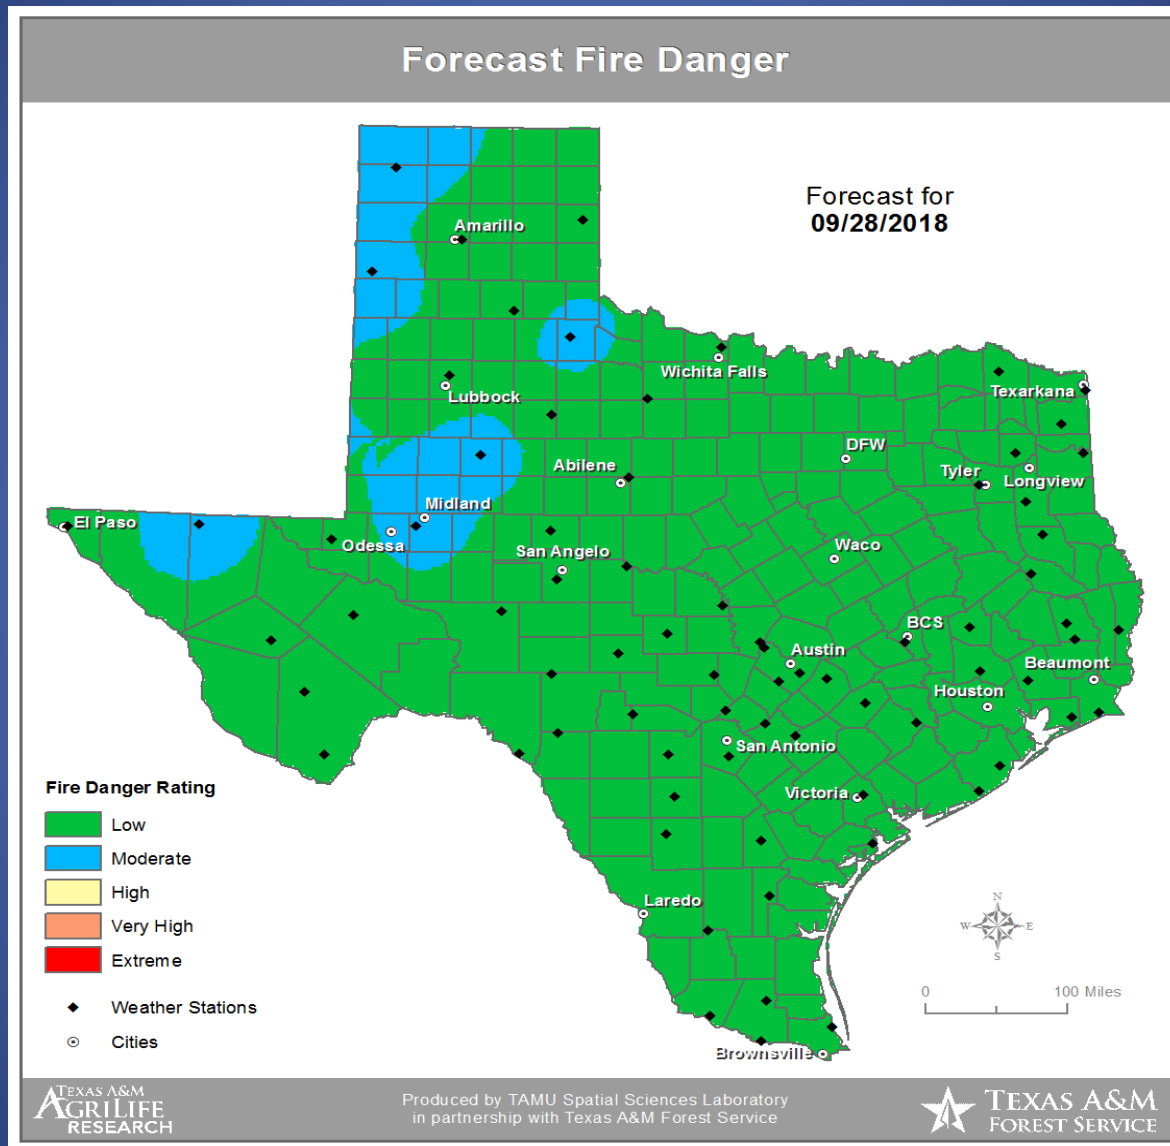 Forecast Fire Danger
Forecast for
09/28/2018
Amarillo
Wichita Falls
Lubbock
Texarkana
DFW
Abilene
Tyler
Longview
Midland
El Paso
Odessa
San Angelo
Waco
BCS
Austin
Beaumont
Houston
San Antonio
Victoria
Laredo
Brownsville
Fire Danger Rating
Low
Moderate
High
Very High
Extreme
Weather Stations
Cities
N
W E
S
0 100 Miles
TEXAS A&M
AGRILIFE
RESEARCH
Produced by TAMU Spatial Sciences Laboratory
in partnership with Texas A&M Forest Service
TEXAS A&M
FOREST SERVICE